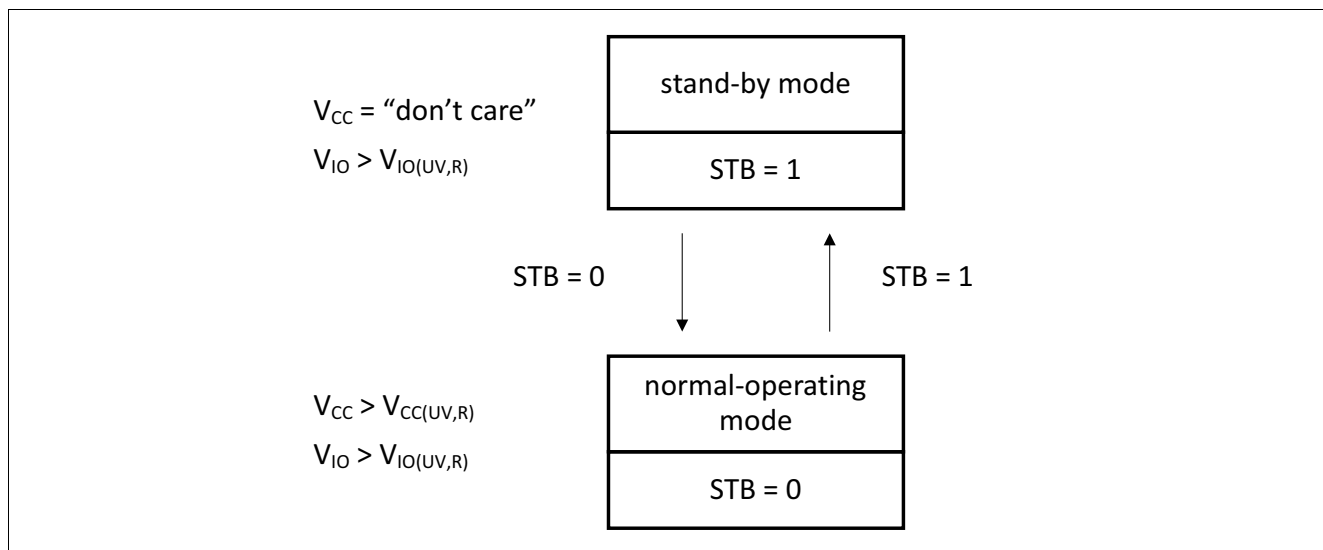 stand-by mode
V_CC = “don’t care”
V_IO > V_IO(UV,R)
STB = 1
STB = 0
STB = 1
normal-operating
mode
V_CC > V_CC(UV,R)
V_IO > V_IO(UV,R)
STB = 0